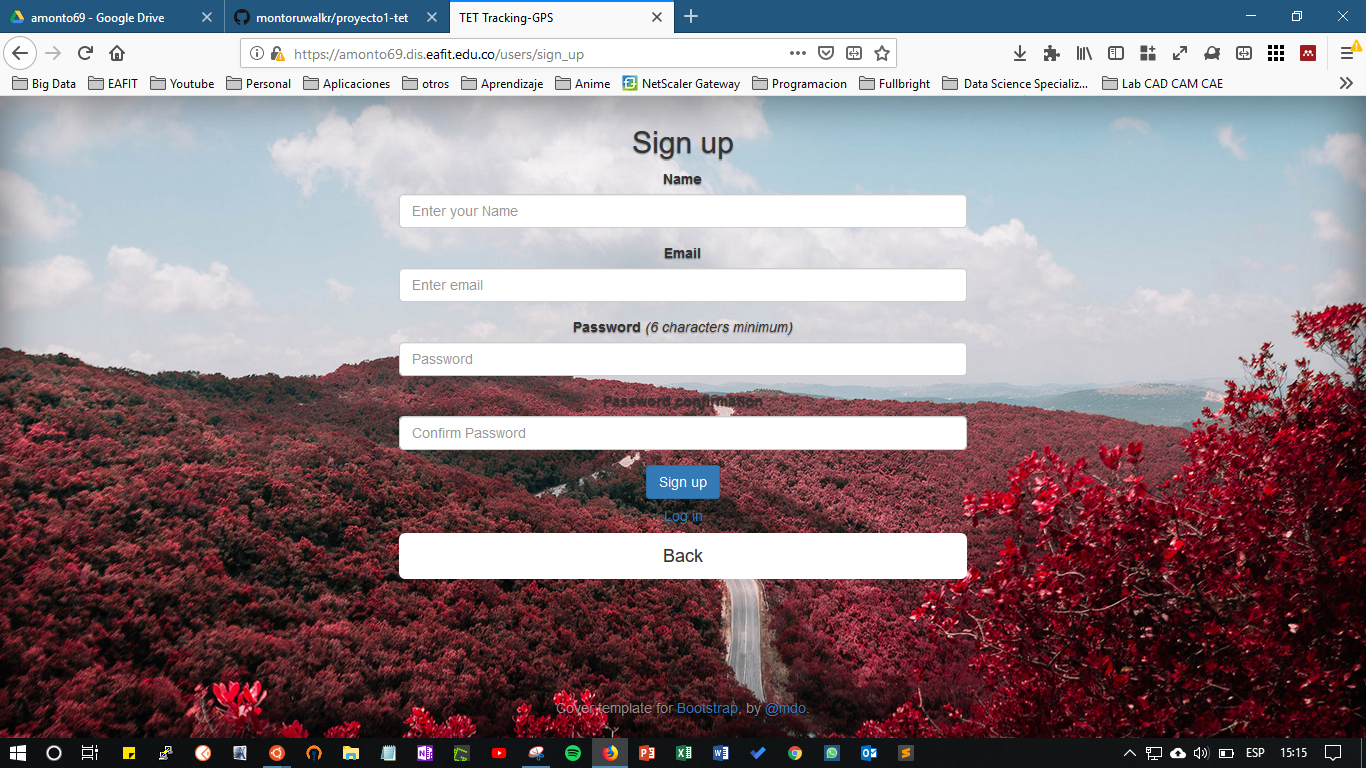 amonto69 - Google Drive
montoruwalkr/proyecto1-tet
TET Tracking-GPS
https://amonto69.dis.eafit.edu.co/users/sign_up
Big Data
EAFIT
Youtube
Personal
Aplicaciones
otros
Aprendizaje
Anime
NetScaler Gateway
Programacion
Fullbright
Data Science Specializ...
Lab CAD CAM CAE
Sign up
Name
Enter your Name
Email
Enter email
Password (6 characters minimum)
Password
Password confirmation
Confirm Password
Sign up
Log in
Back
Cover template for Bootstrap, by @mdo.
ESP
15:15